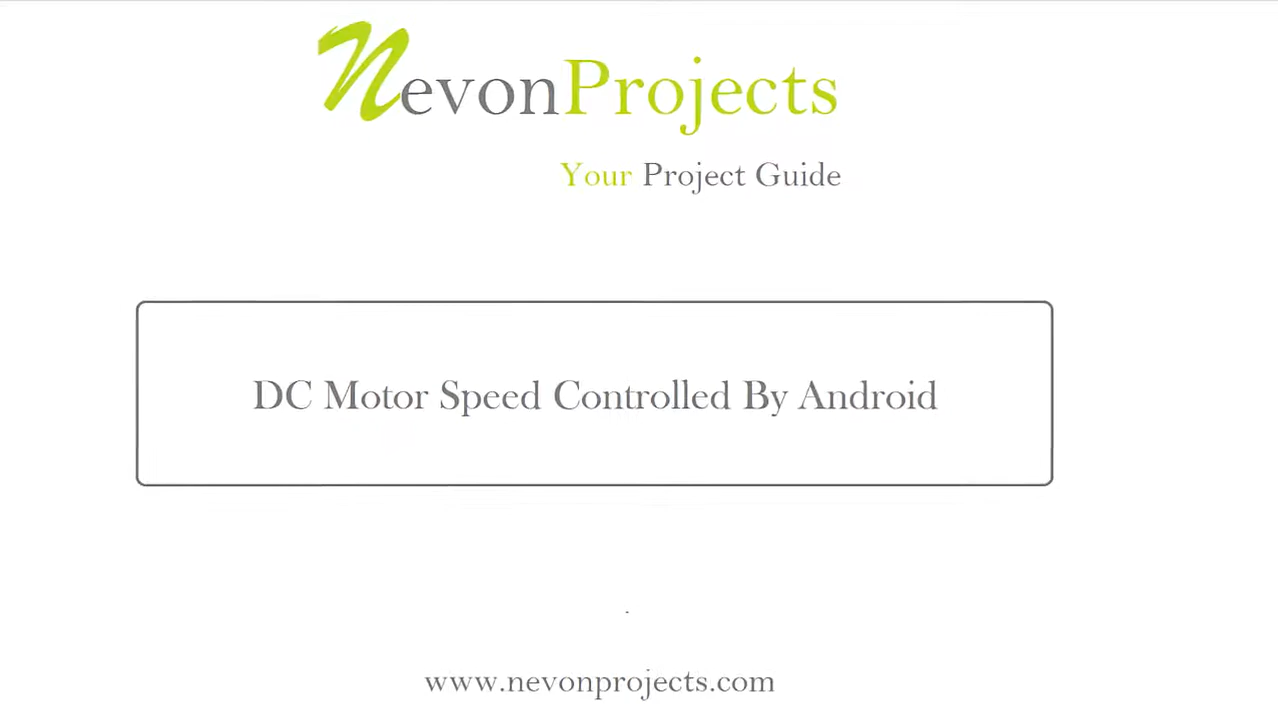 NevonProjects
Your Project Guide
DC Motor Speed Controlled By Android
www.nevonprojects.com